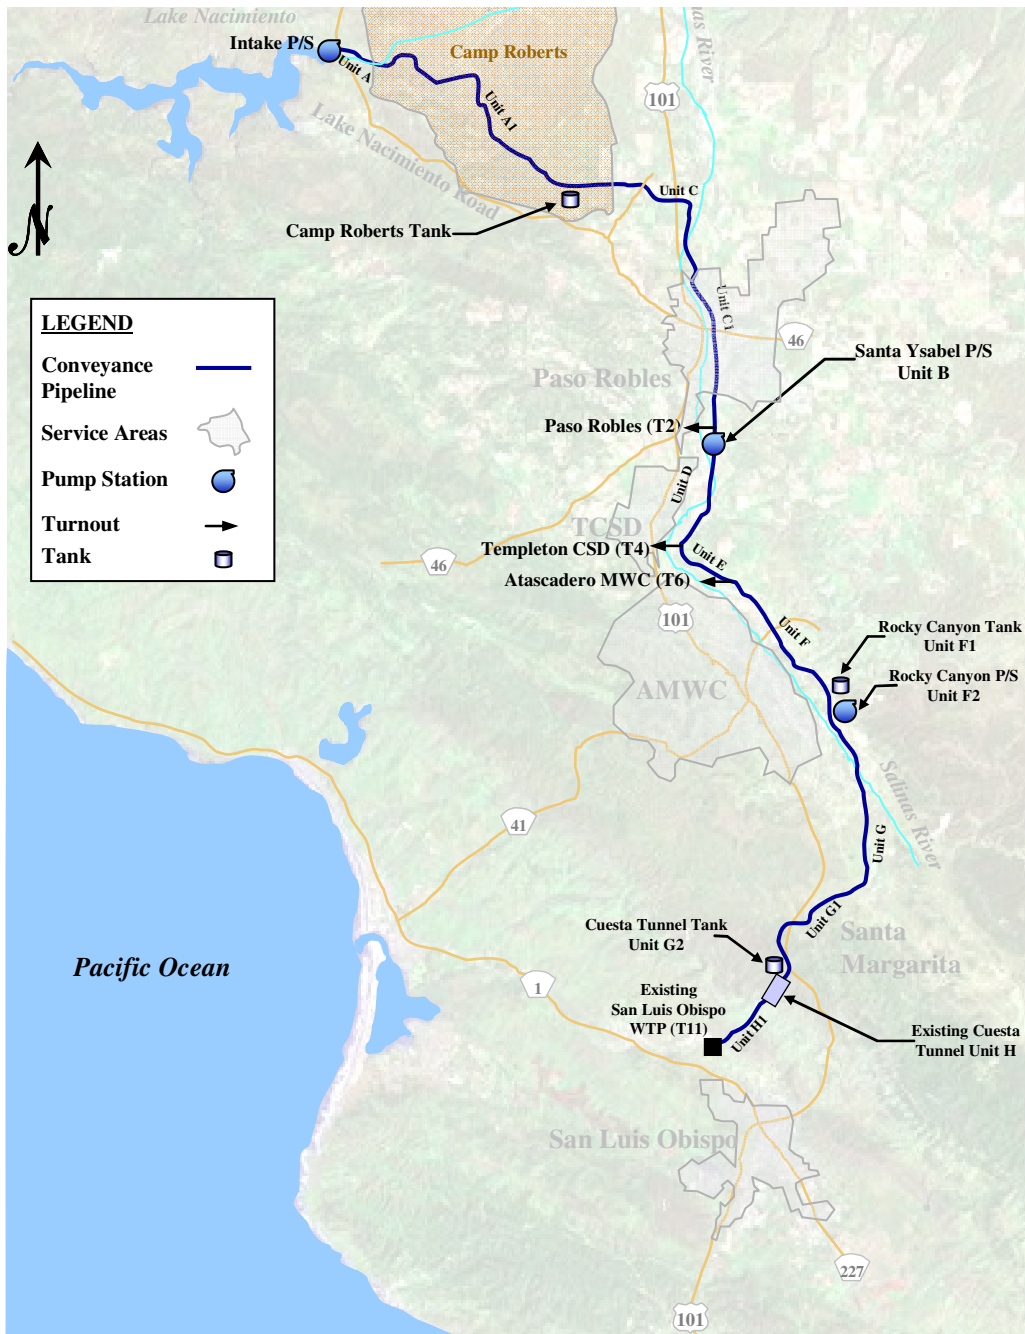 Lake Nacimiento
Intake P/S
Unit A
Camp Roberts
Salinas River
101
Unit A1
Lake Nacimiento Road
Unit C
Camp Roberts Tank
N
LEGEND
Conveyance
Pipeline
Service Areas
Pump Station
Turnout
Tank
Unit C1
46
Santa Ysabel P/S
Unit B
Paso Robles
Paso Robles (T2)
Unit D
TCSD
Templeton CSD (T4)
Unit E
46
Atascadero MWC (T6)
101
Unit F
Rocky Canyon Tank
Unit F1
Rocky Canyon P/S
Unit F2
AMWC
Salinas River
41
Unit G
Unit G1
Cuesta Tunnel Tank
Unit G2
Santa
Margarita
Pacific Ocean
1
Existing
San Luis Obispo
WTP (T11)
Unit H1
Existing Cuesta
Tunnel Unit H
San Luis Obispo
227
101